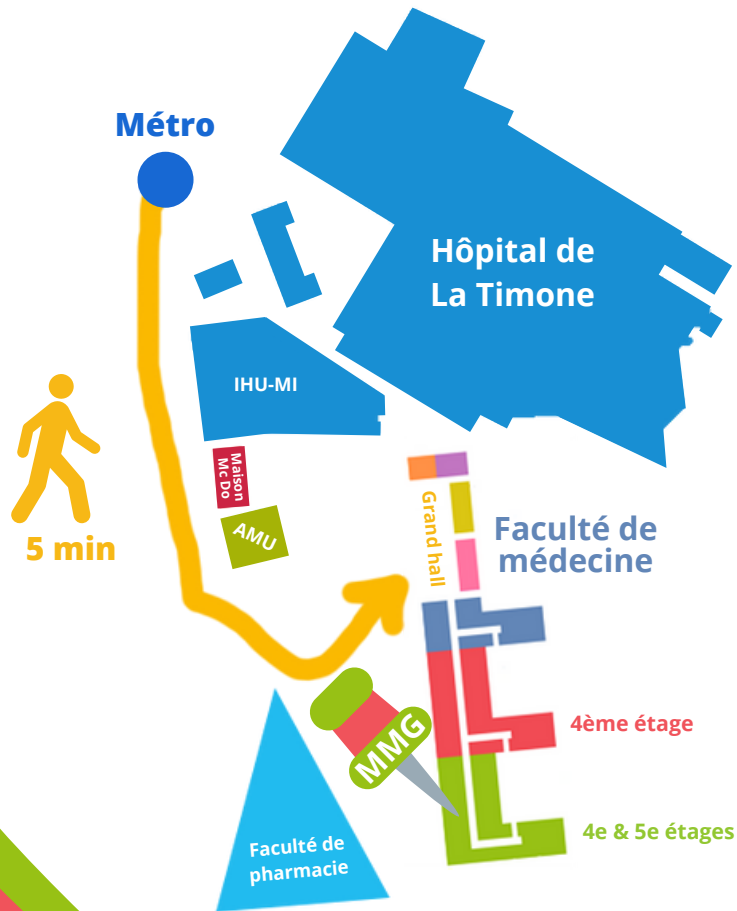 Métro
Hôpital de
La Timone
IHU-MI
Maison
Mc Do
AMU
5 min
Grand hall
Faculté de
médecine
MMG
4ème étage
4e & 5e étages
Faculté de
pharmacie